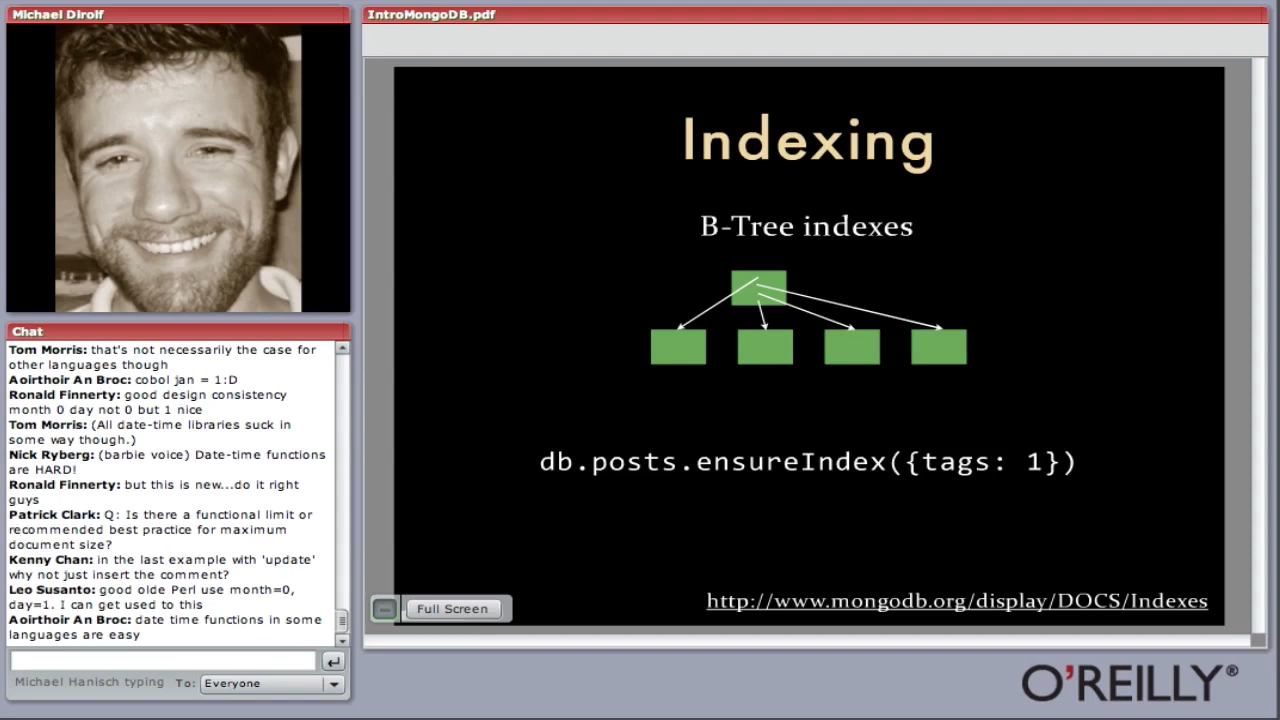 Michael Dirolf
IntroMongoDB.pdf
Indexing
B-Tree indexes
db.posts.ensureIndex({tags: 1})
http://www.mongodb.org/display/DOCS/Indexes
Full Screen
Chat
Tom Morris: that's not necessarily the case for
other languages though
Aoirthoir An Broc: cobol jan = 1:D
Ronald Finnerty: good design consistency
month 0 day not 0 but 1 nice
Tom Morris: (All date-time libraries suck in
some way though.)
Nick Ryberg: (barbie voice) Date-time functions
are HARD!
Ronald Finnerty: but this is new...do it right
guys
Patrick Clark: Q: Is there a functional limit or
recommended best practice for maximum
document size?
Kenny Chan: in the last example with 'update'
why not just insert the comment?
Leo Susanto: good olde Perl use month=0,
day=1. I can get used to this
Aoirthoir An Broc: date time functions in some
languages are easy
Michael Hanisch typing To: Everyone
O'REILLY®